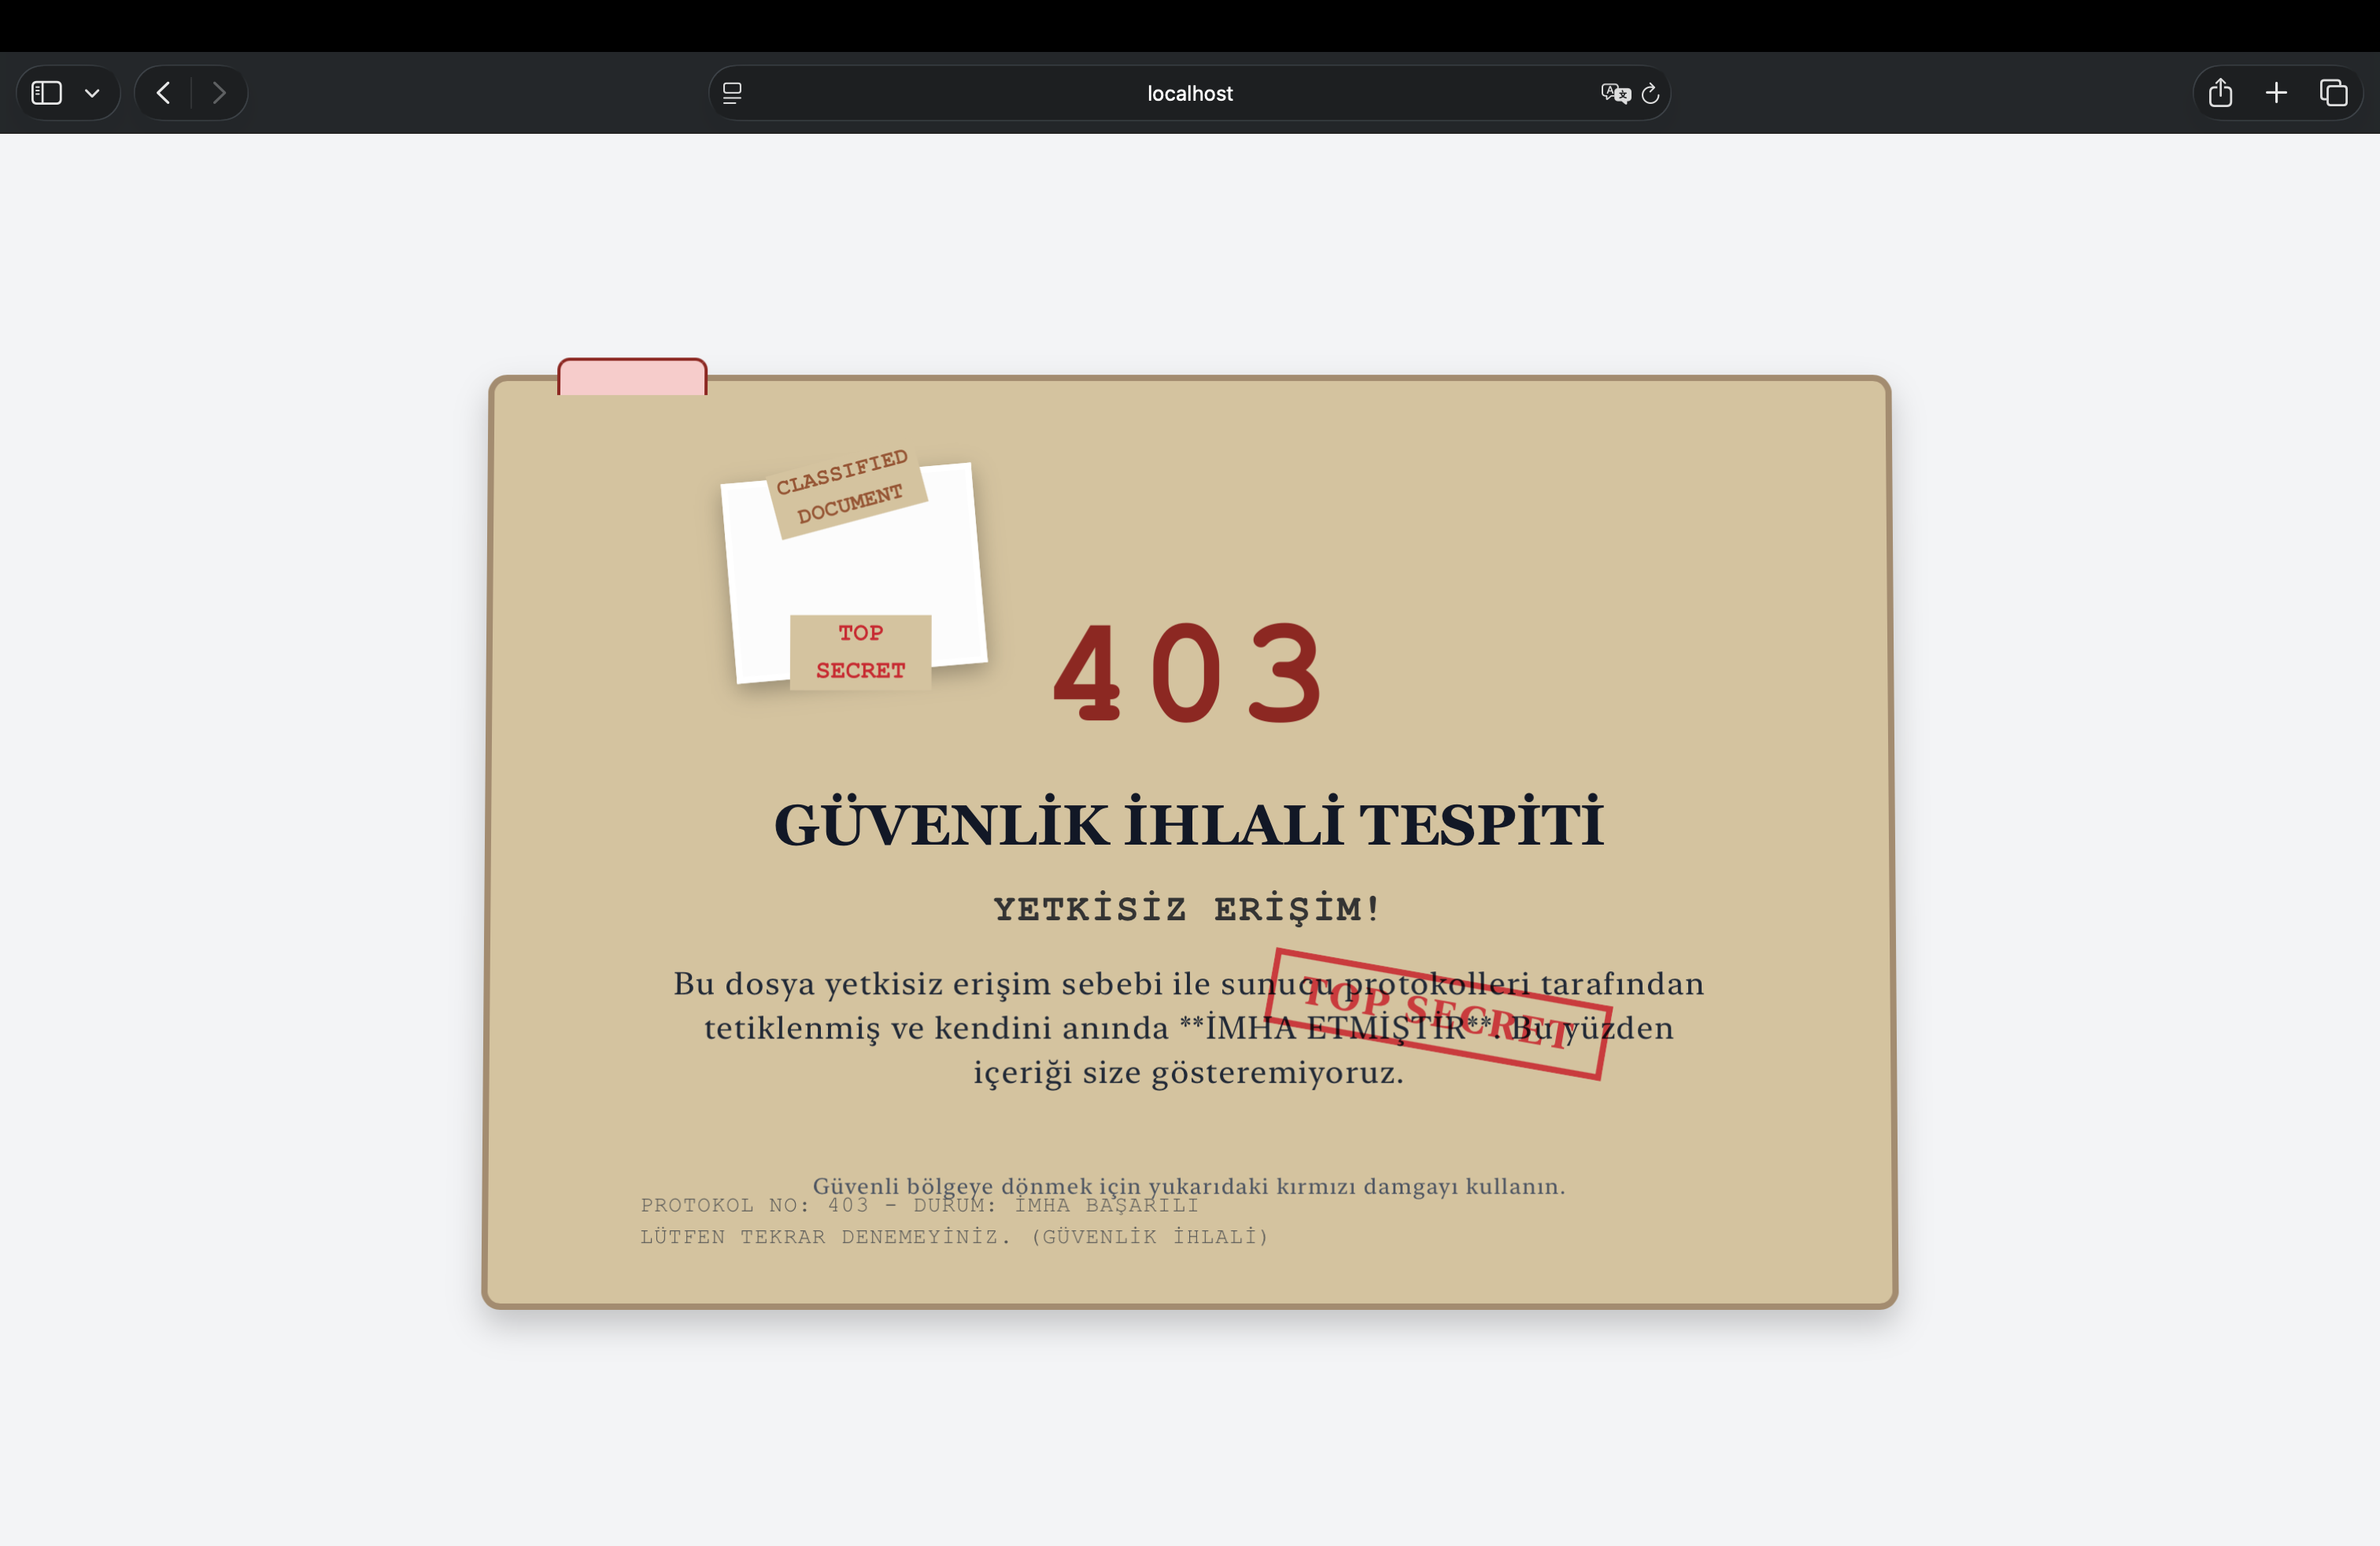 localhost
CLASSIFIED
DOCUMENT
TOP
SECRET
403
GÜVENLİK İHLALİ TESPİTİ
YETKİSİZ ERİŞİM!
Bu dosya yetkisiz erişim sebebi ile sunucu protokolleri tarafından
tetiklenmiş ve kendini anında **İMHA ETMİŞTİR**. Bu yüzden
içeriği size gösteremiyoruz.
TOP SECRET
Güvenli bölgeye dönmek için yukarıdaki kırmızı damgayı kullanın.
PROTOKOL NO: 403 - DURUM: İMHA BAŞARILI
LÜTFEN TEKRAR DENEMEYİNİZ. (GÜVENLİK İHLALİ)